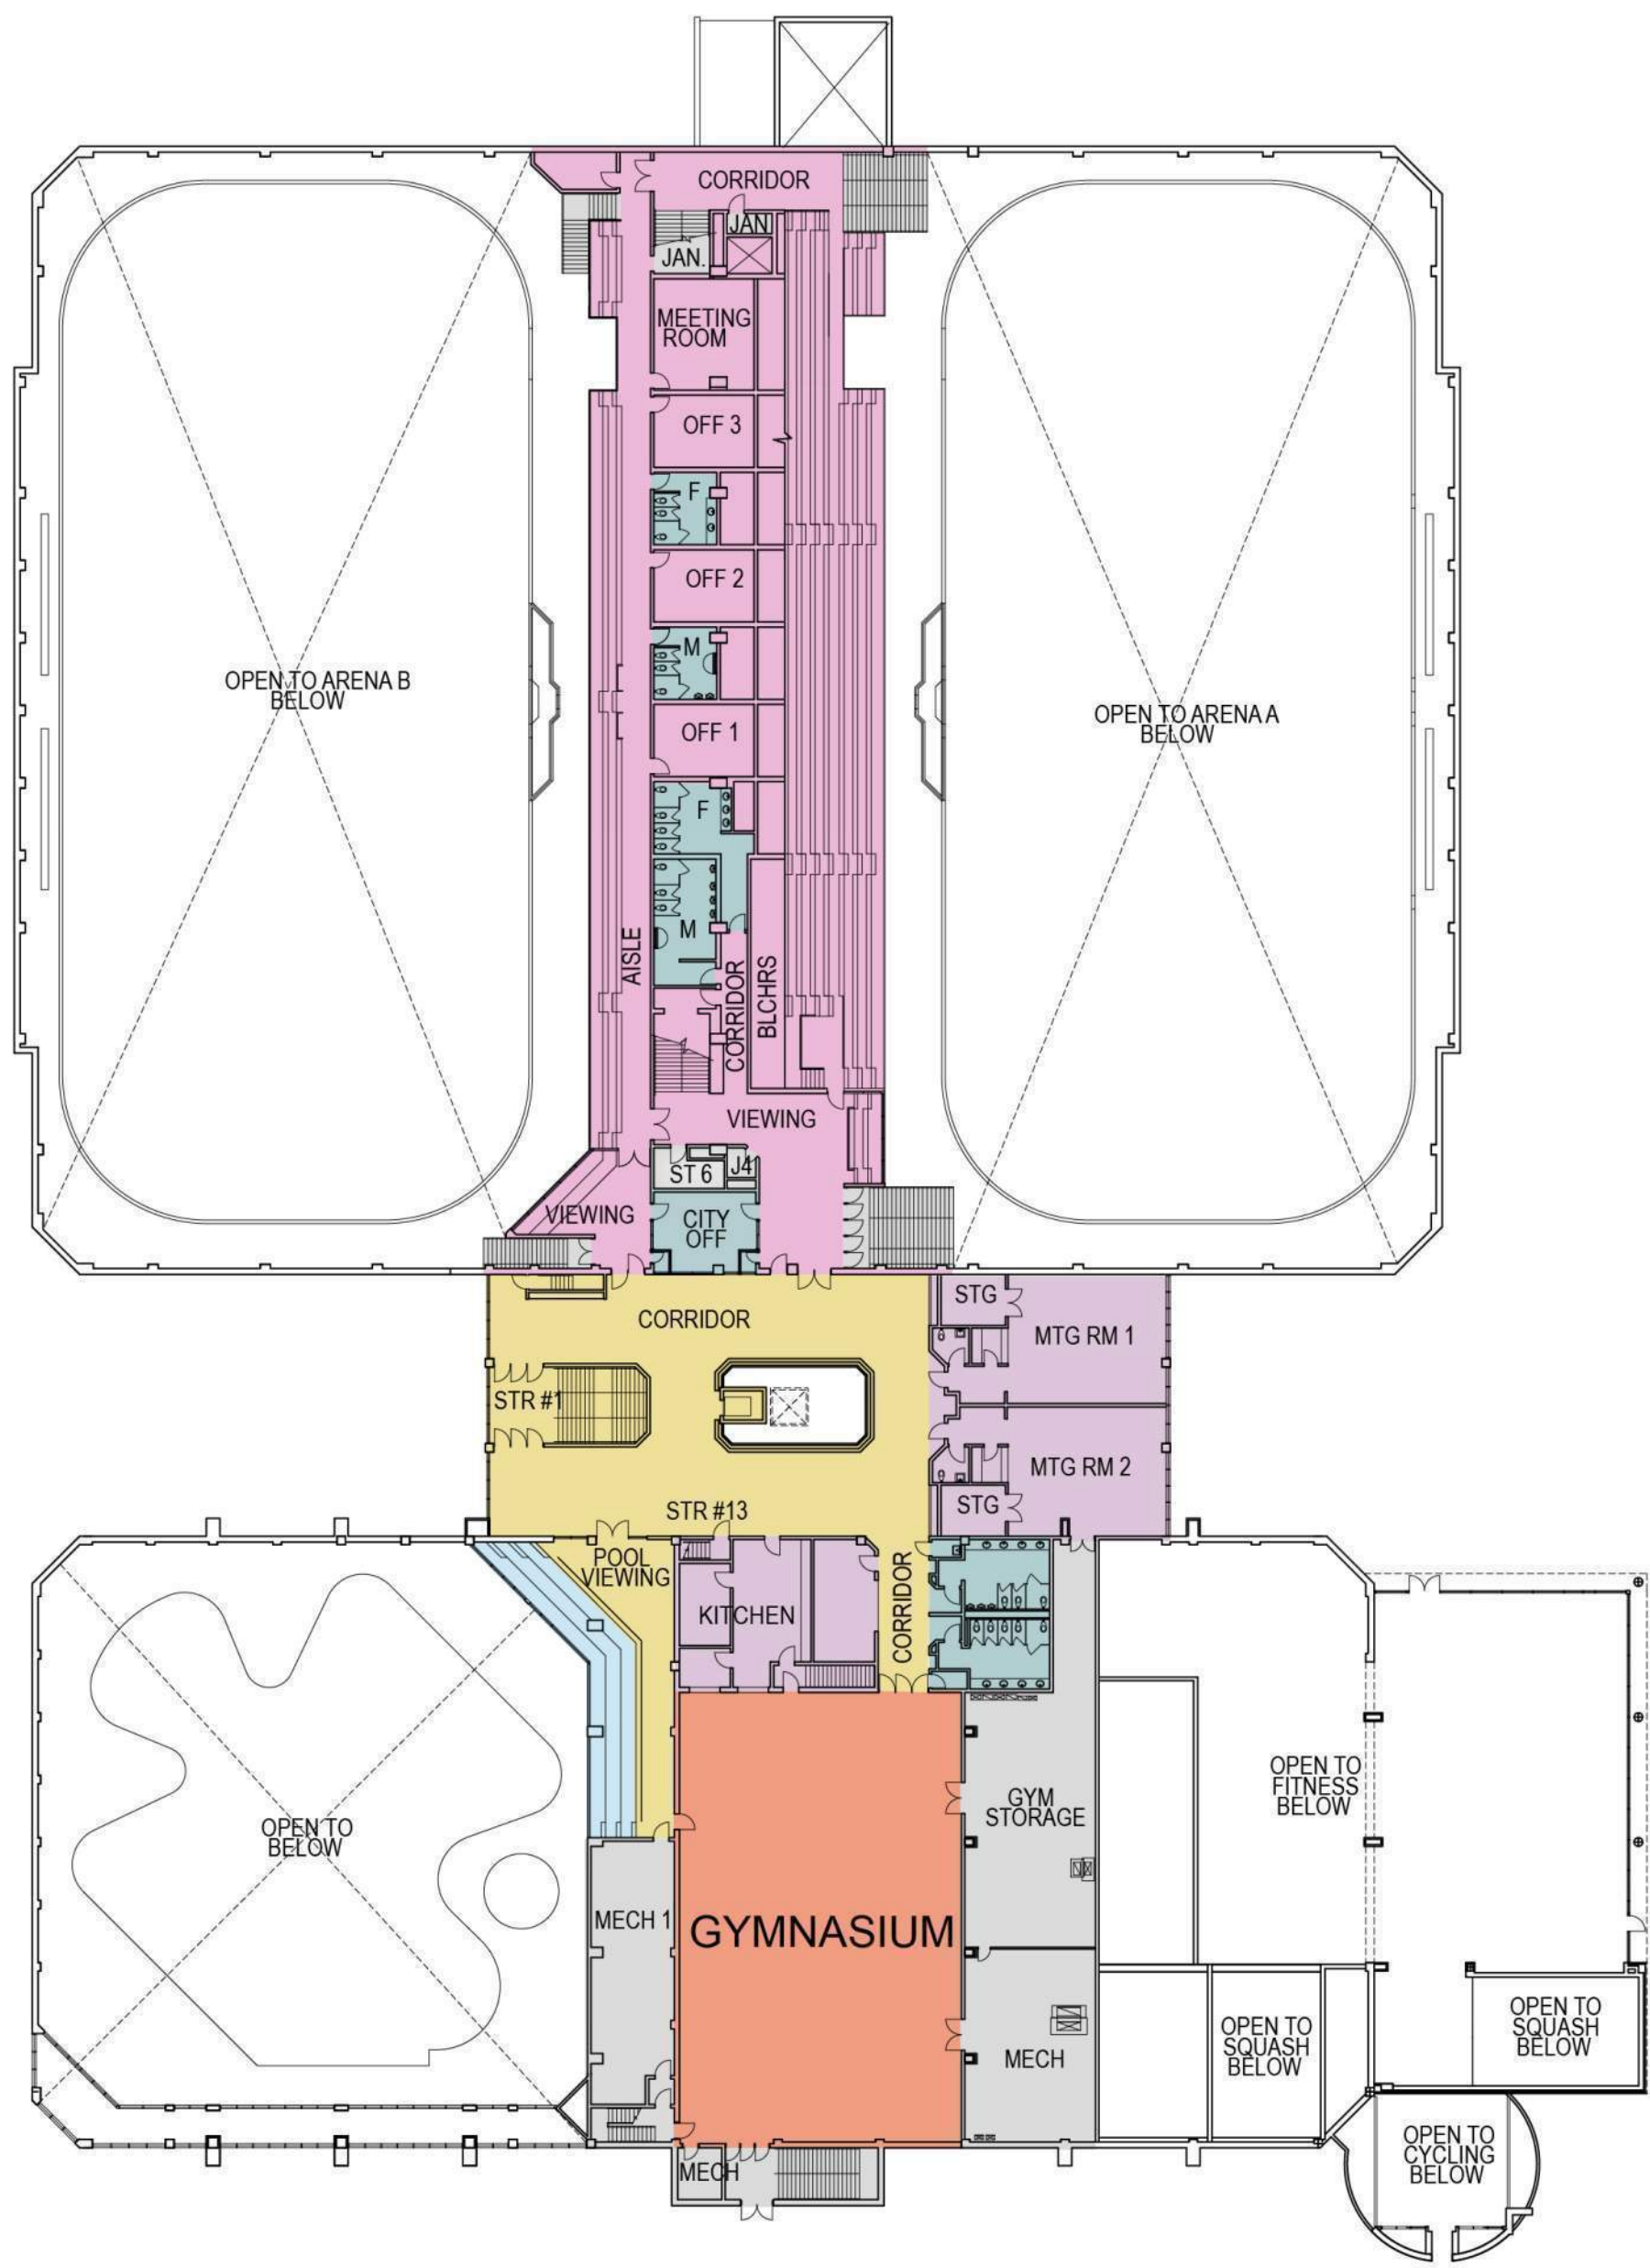 CORRIDOR
JAN
JAN.
MEETING
ROOM
OFF 3
F
OFF 2
M
OPEN TO ARENA B
BELOW
OPEN TO ARENA A
BELOW
OFF 1
F
M
AISLE
CORRIDOR
BLCHRS
VIEWING
ST 6
J4
VIEWING
CITY
OFF
CORRIDOR
STG
MTG RM 1
STR #1
MTG RM 2
STG
STR #13
POOL
VIEWING
KITCHEN
CORRIDOR
OPEN TO
BELOW
GYM
STORAGE
OPEN TO
FITNESS
BELOW
MECH 1
GYMNASIUM
MECH
OPEN TO
SQUASH
BELOW
OPEN TO
SQUASH
BELOW
MECH
OPEN TO
CYCLING
BELOW